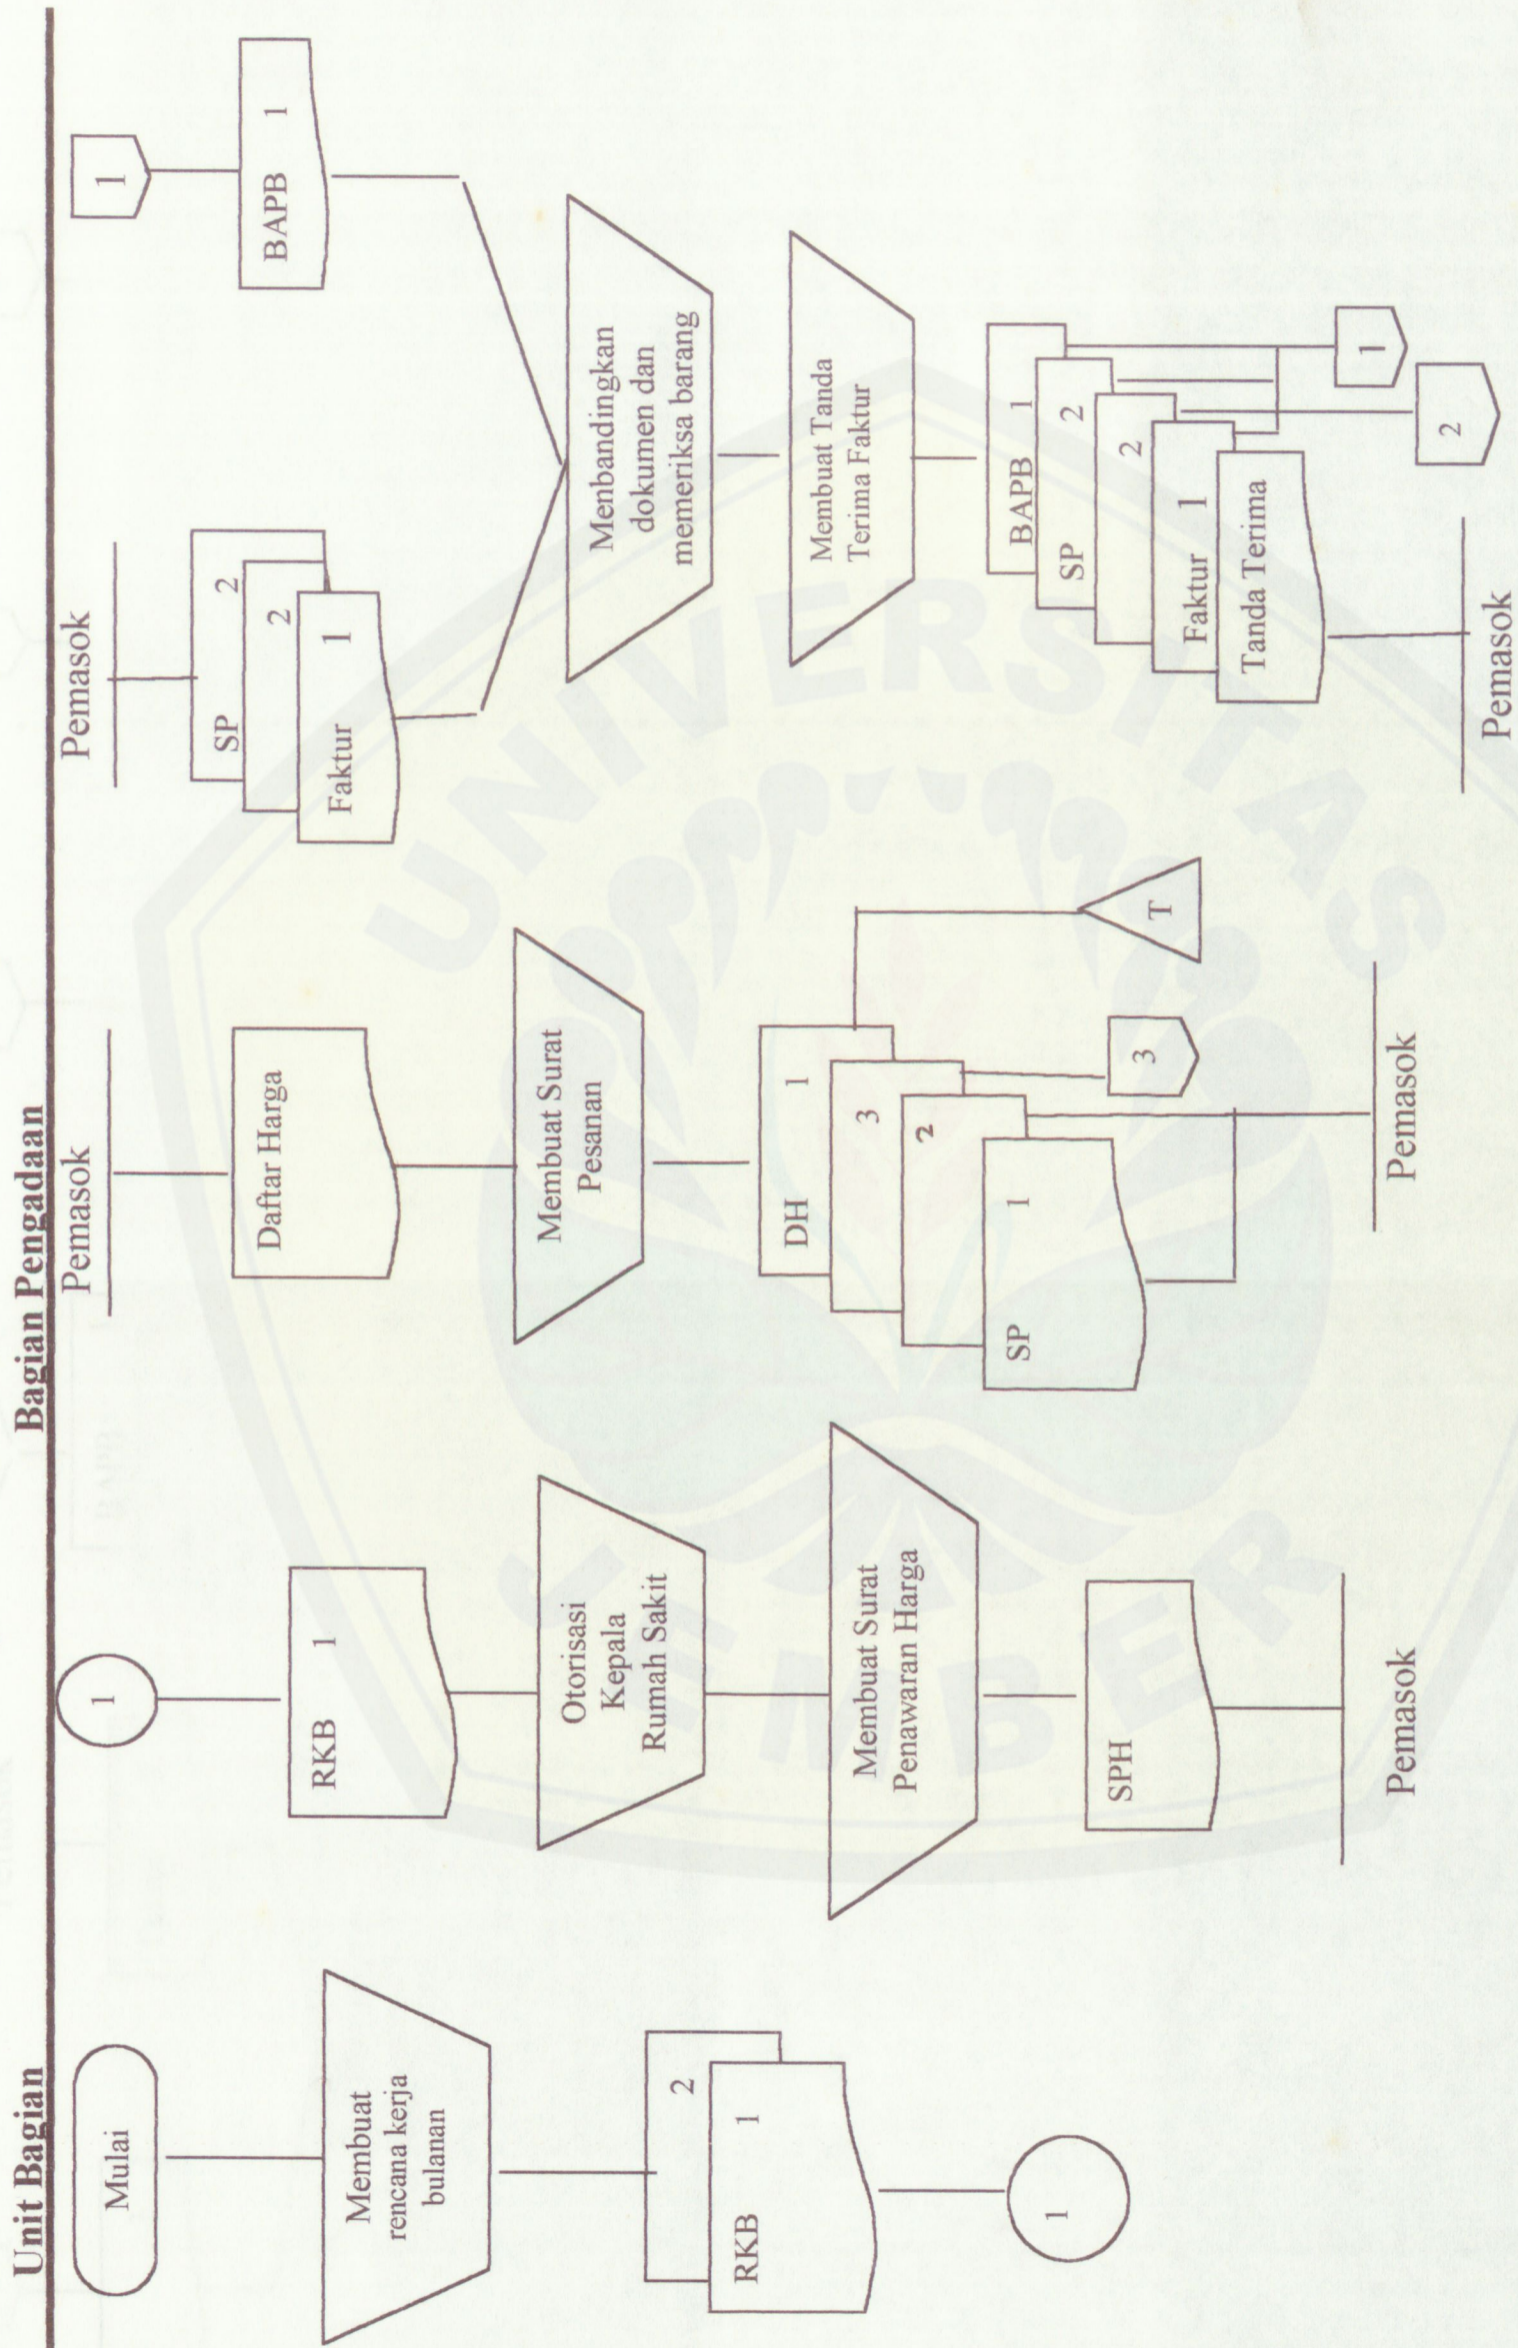 Unit Bagian
Bagian Pengadaan
Mulai
Membuat
rencana kerja
bulanan
2
RKB 1
1
1
RKB 1
Otorisasi
Kepala
Rumah Sakit
Membuat Surat
Penawaran Harga
SPH
Pemasok
Pemasok
Daftar Harga
Membuat Surat
Pesanan
DH 1
3
2
SP 1
T
3
Pemasok
Pemasok
SP 2
2
Faktur 1
1
BAPB 1
Menbandingkan
dokumen dan
memeriksa barang
Membuat Tanda
Terima Faktur
BAPB 1
SP 2
2
Faktur 1
Tanda Terima
1
2
Pemasok
UNIVERSITAS
JEMBER
BAPB